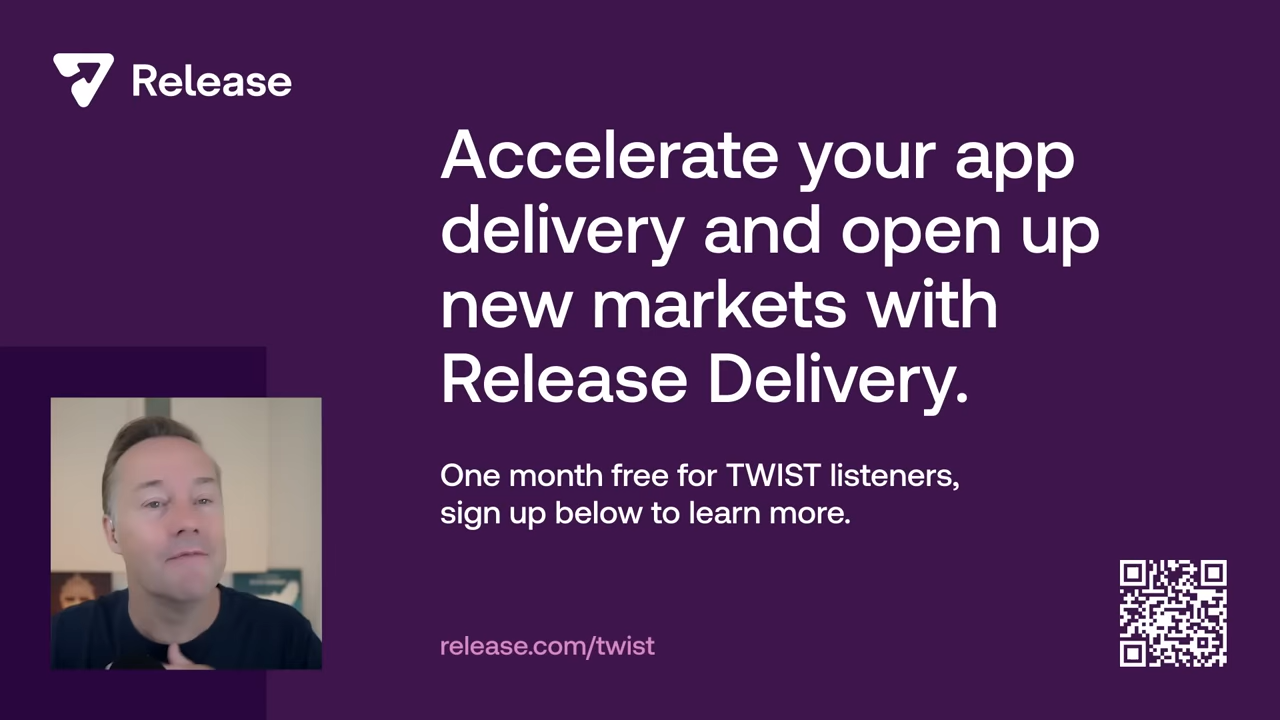 Release
Accelerate your app
delivery and open up
new markets with
Release Delivery.
One month free for TWIST listeners,
sign up below to learn more.
release.com/twist